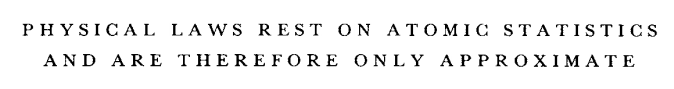 PHYSICAL LAWS REST ON ATOMIC STATISTICS
AND ARE THEREFORE ONLY APPROXIMATE